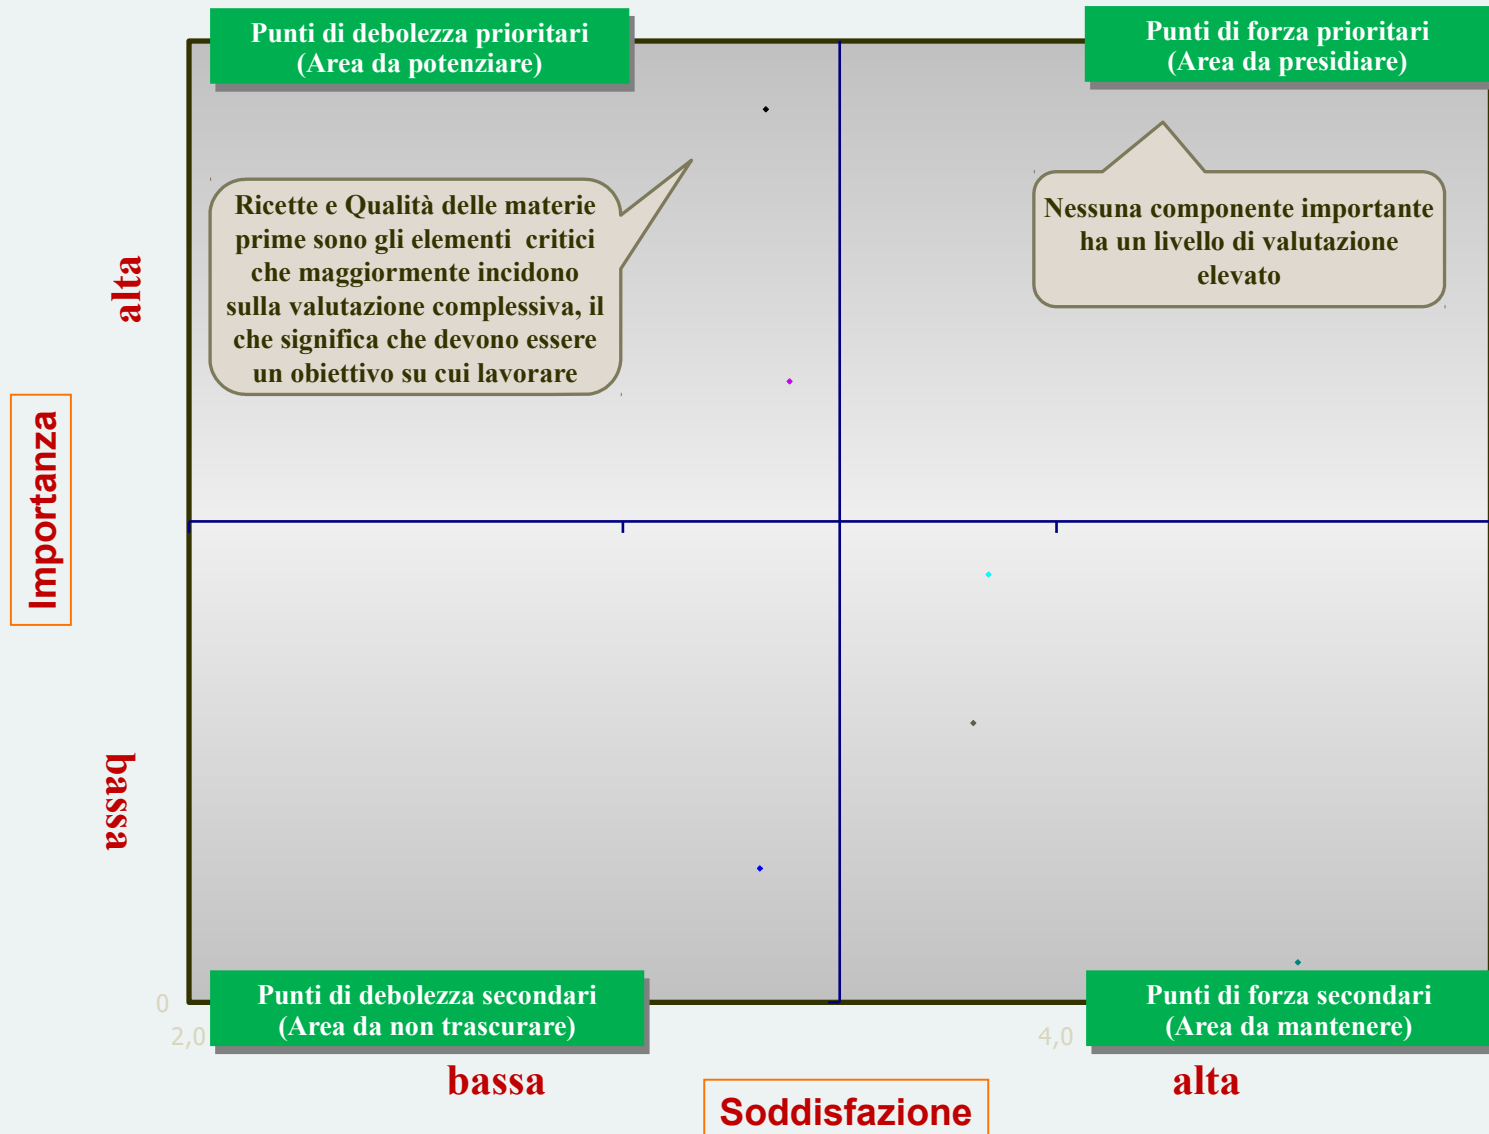 Punti di debolezza prioritari
(Area da potenziare)
Punti di forza prioritari
(Area da presidiare)
Ricette e Qualità delle materie
prime sono gli elementi critici
che maggiormente incidono
sulla valutazione complessiva, il
che significa che devono essere
un obiettivo su cui lavorare
Nessuna componente importante
ha un livello di valutazione
elevato
alta
Importanza
bassa
0
2,0
4,0
Punti di debolezza secondari
(Area da non trascurare)
Punti di forza secondari
(Area da mantenere)
bassa
alta
Soddisfazione